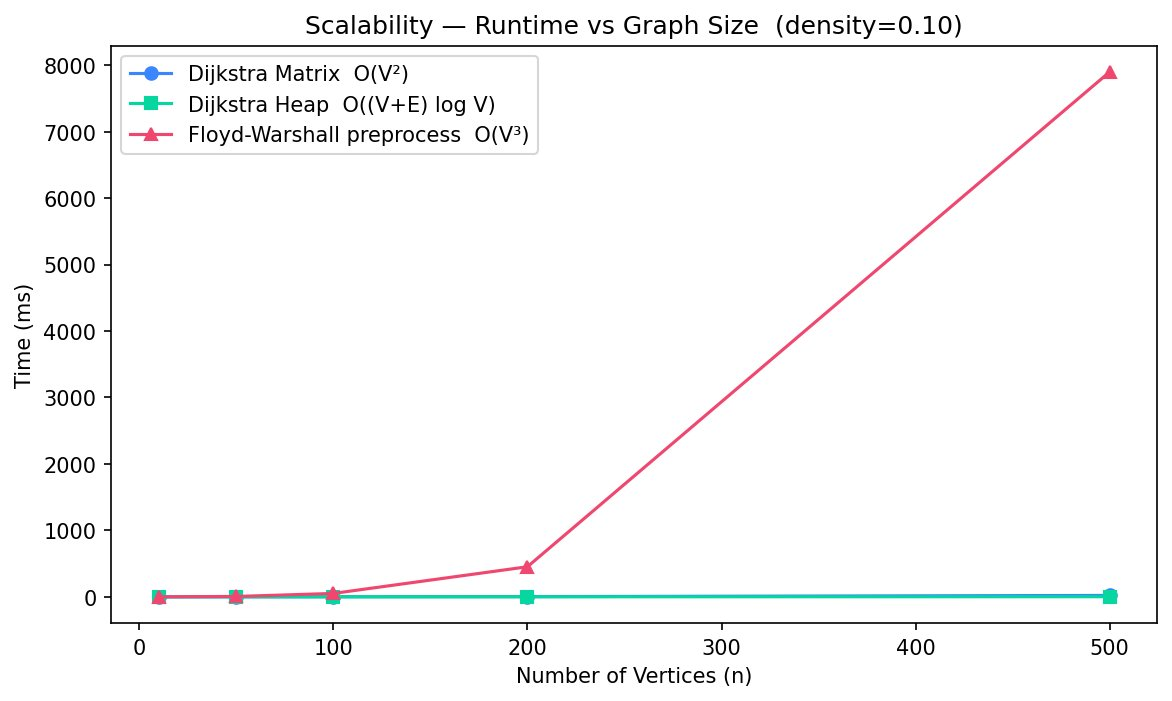 Scalability — Runtime vs Graph Size  (density=0.10)
Dijkstra Matrix  O(V²)
Dijkstra Heap  O((V+E) log V)
Floyd-Warshall preprocess  O(V³)
Time (ms)
8000
7000
6000
5000
4000
3000
2000
1000
0
0 100 200 300 400 500
Number of Vertices (n)